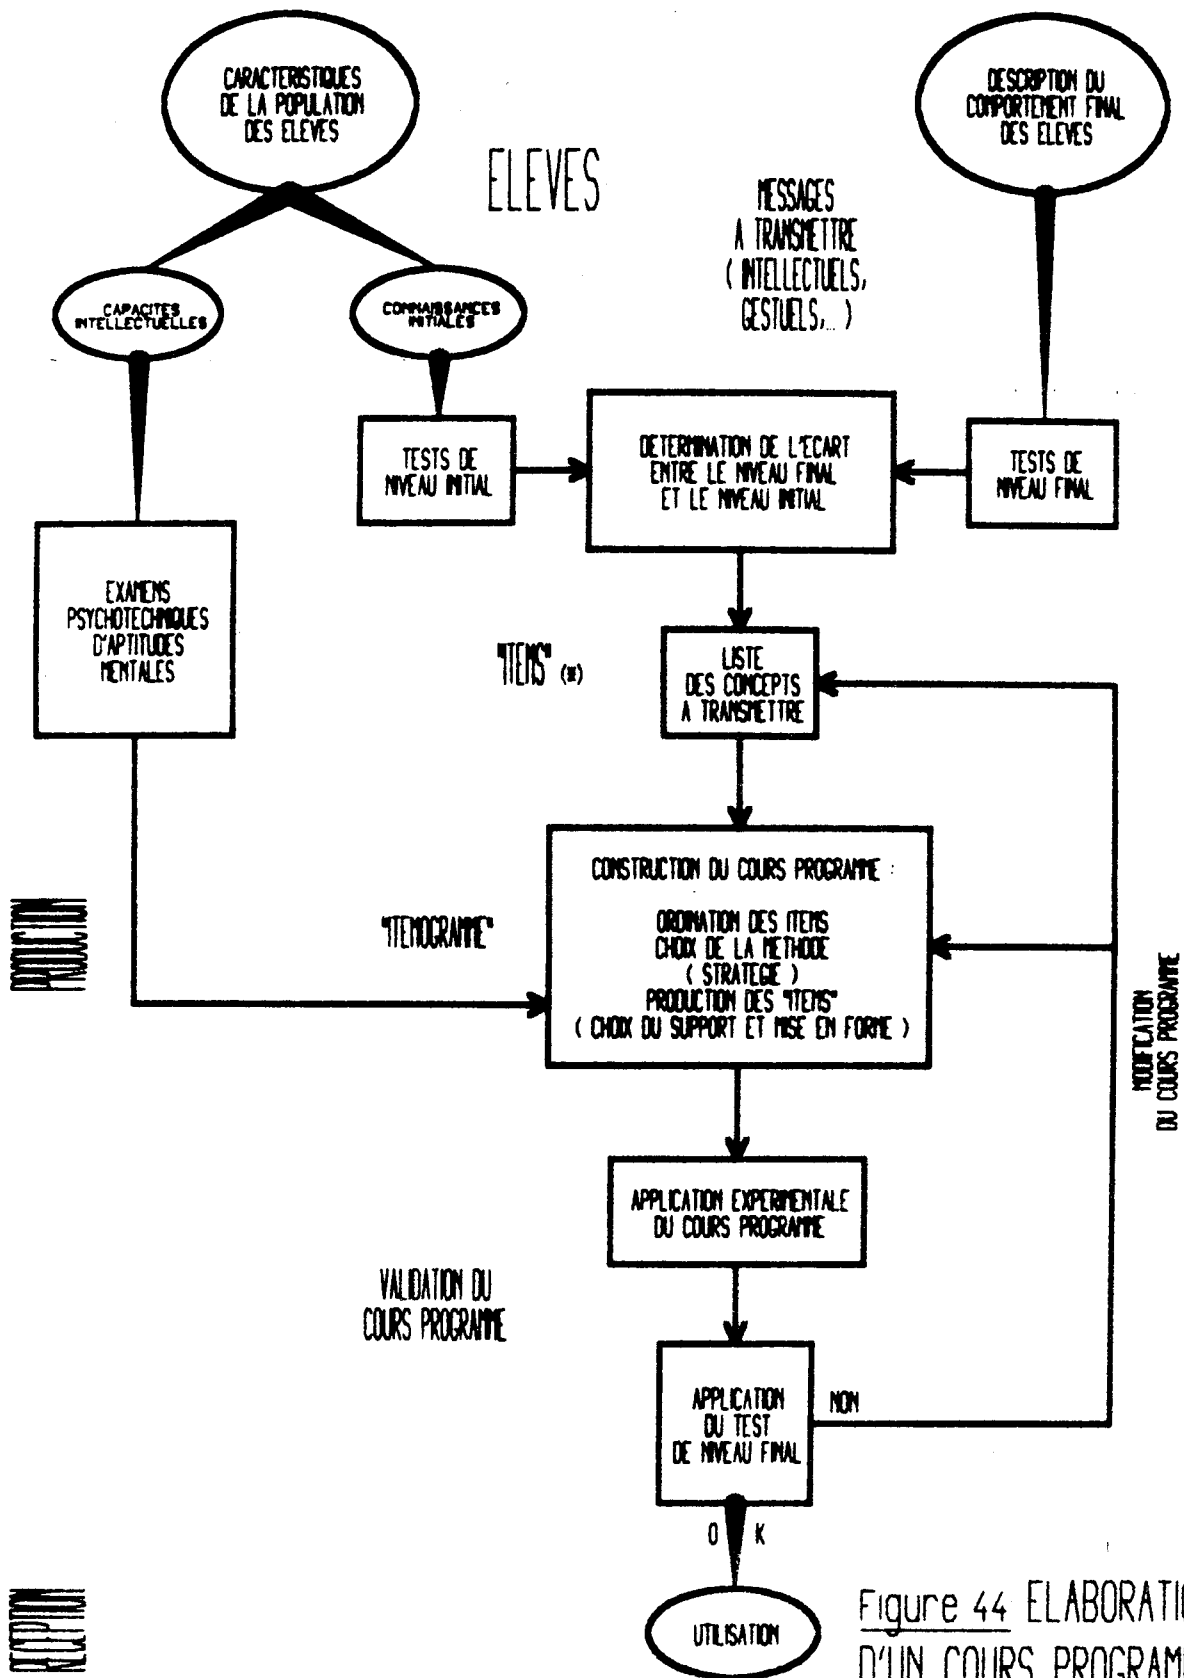 CARACTERISTIQUES
DE LA POPULATION
DES ELEVES
DESCRIPTION DU
COMPORTEMENT FINAL
DES ELEVES
ELEVES
MESSAGES
A TRANSMETTRE
( INTELLECTUELS,
GESTUELS,... )
CAPACITES
INTELLECTUELLES
CONNAISSANCES
INITIALES
TESTS DE
NIVEAU INITIAL
DETERMINATION DE L'ECART
ENTRE LE NIVEAU FINAL
ET LE NIVEAU INITIAL
TESTS DE
NIVEAU FINAL
EXAMENS
PSYCHOTECHNIQUES
D'APTITUDES
MENTALES
"ITEMS" (*)
LISTE
DES CONCEPTS
A TRANSMETTRE
CONSTRUCTION DU COURS PROGRAMME :
ORDINATION DES ITEMS
CHOIX DE LA METHODE
( STRATEGIE )
PRODUCTION DES "ITEMS"
( CHOIX DU SUPPORT ET MISE EN FORME )
"ITEMOGRAMME"
PRODUCTION
MODIFICATION
DU COURS PROGRAMME
APPLICATION EXPERIMENTALE
DU COURS PROGRAMME
VALIDATION DU
COURS PROGRAMME
APPLICATION
DU TEST
DE NIVEAU FINAL
NON
O K
UTILISATION
RECEPTION
Figure 44 ELABORATIO
D'UN COURS PROGRAM